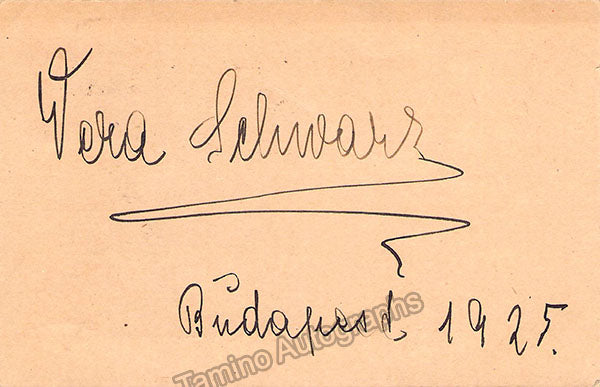 Vera Schwarz
Budapest, 1925.
Tamino Autographs